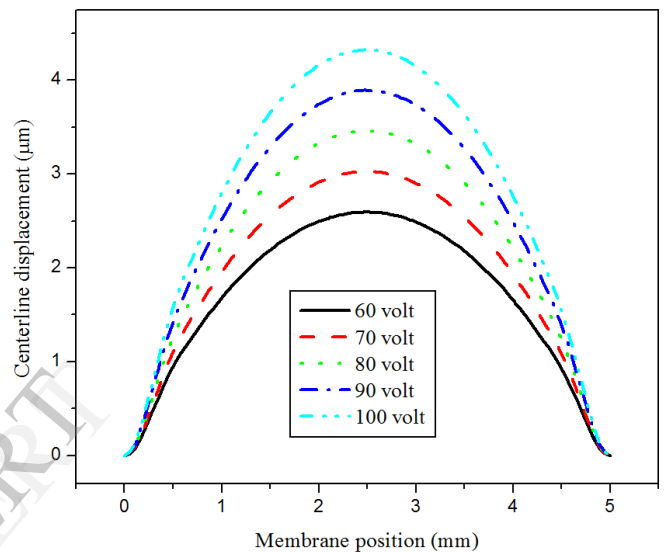 Centerline displacement (μm)
4
3
2
1
0
60 volt
70 volt
80 volt
90 volt
100 volt
0 1 2 3 4 5
Membrane position (mm)
ERT